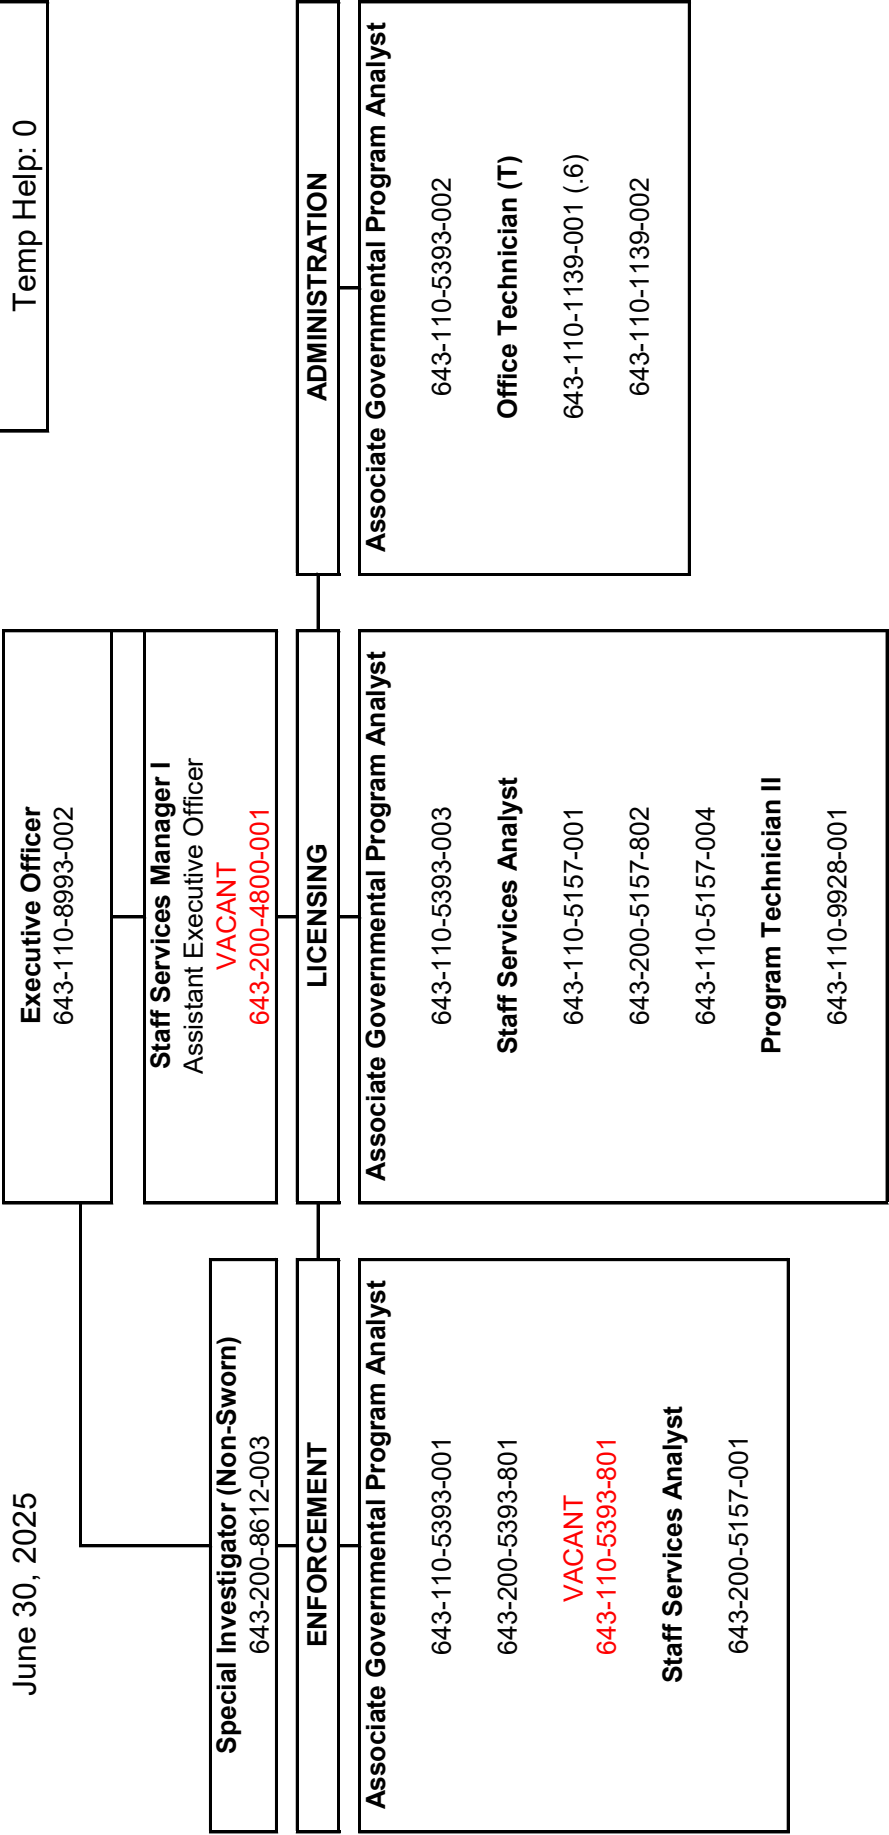 June 30, 2025
Temp Help: 0
Executive Officer
643-110-8993-002
Staff Services Manager I
Assistant Executive Officer
VACANT
643-200-4800-001
Special Investigator (Non-Sworn)
643-200-8612-003
ENFORCEMENT
Associate Governmental Program Analyst
643-110-5393-001
643-200-5393-801
VACANT
643-110-5393-801
Staff Services Analyst
643-200-5157-001
LICENSING
Associate Governmental Program Analyst
643-110-5393-003
Staff Services Analyst
643-110-5157-001
643-200-5157-802
643-110-5157-004
Program Technician II
643-110-9928-001
ADMINISTRATION
Associate Governmental Program Analyst
643-110-5393-002
Office Technician (T)
643-110-1139-001 (.6)
643-110-1139-002